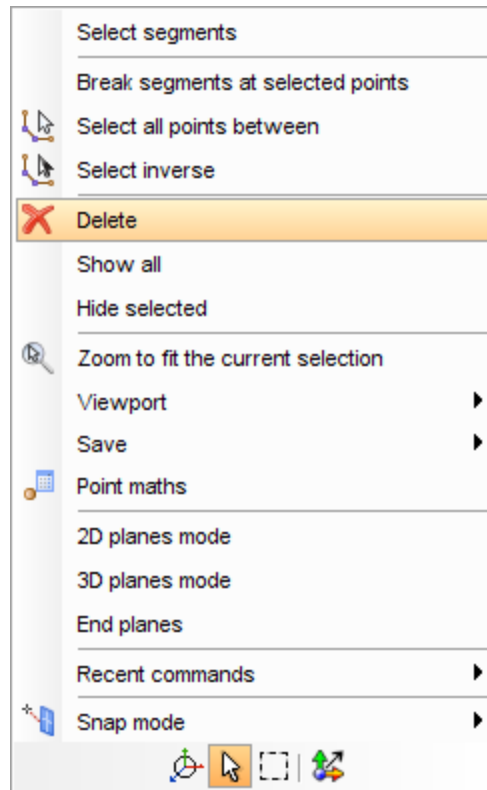 Select segments
Break segments at selected points
Select all points between
Select inverse
Delete
Show all
Hide selected
Zoom to fit the current selection
Viewport
Save
Point maths
2D planes mode
3D planes mode
End planes
Recent commands
Snap mode